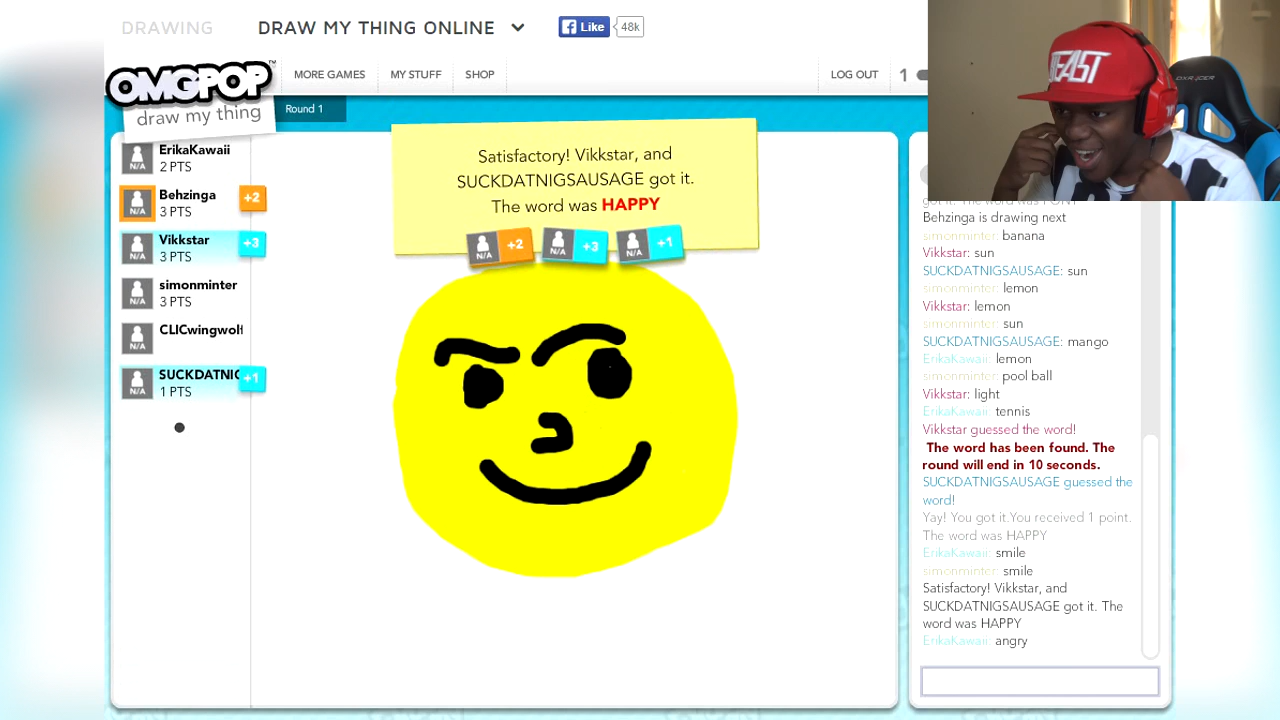 DRAWING
DRAW MY THING ONLINE
Like
48k
OMGPOP™
draw my thing
MORE GAMES
MY STUFF
SHOP
LOG OUT
1
Round 1
ErikaKawaii
2 PTS
N/A
Behzinga
3 PTS
N/A
+2
Vikkstar
3 PTS
N/A
+3
simonminter
3 PTS
N/A
CLICwingwolf
N/A
SUCKDATNIG
1 PTS
N/A
+1
Satisfactory! Vikkstar, and
SUCKDATNIGSAUSAGE got it.
The word was HAPPY
N/A +2
N/A +3
N/A +1
BEAST
DXRACER
Behzinga is drawing next
simonminter: banana
Vikkstar: sun
SUCKDATNIGSAUSAGE: sun
simonminter: lemon
Vikkstar: lemon
simonminter: sun
SUCKDATNIGSAUSAGE: mango
ErikaKawaii: lemon
simonminter: pool ball
Vikkstar: light
ErikaKawaii: tennis
Vikkstar guessed the word!
The word has been found. The
round will end in 10 seconds.
SUCKDATNIGSAUSAGE guessed the
word!
Yay! You got it.You received 1 point.
The word was HAPPY
ErikaKawaii: smile
simonminter: smile
Satisfactory! Vikkstar, and
SUCKDATNIGSAUSAGE got it. The
word was HAPPY
ErikaKawaii: angry